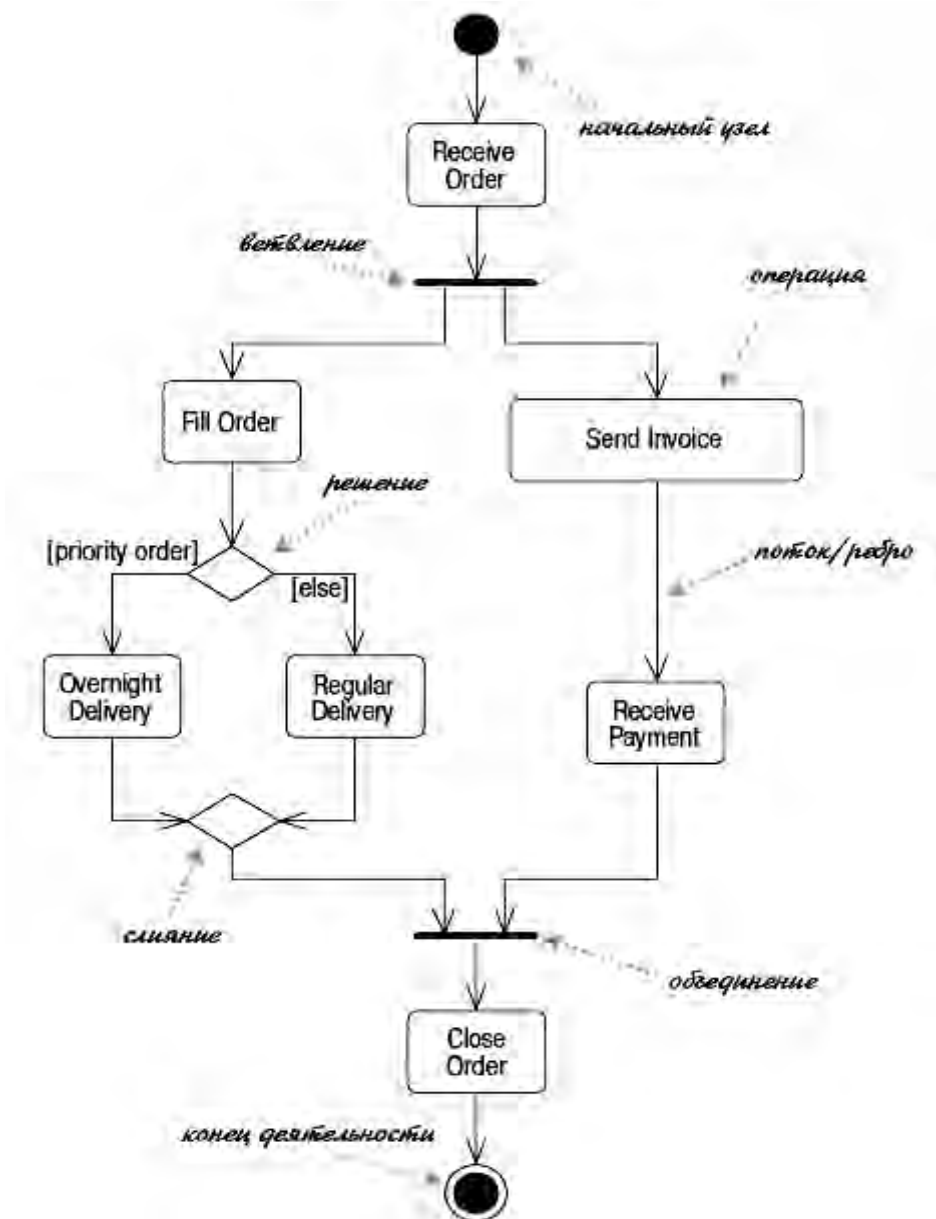 начальный узел
Receive
Order
ветвление
операция
Fill Order
Send Invoice
решение
[priority order]
[else]
поток/ребро
Overnight
Delivery
Regular
Delivery
Receive
Payment
слияние
объединение
Close
Order
конец деятельности